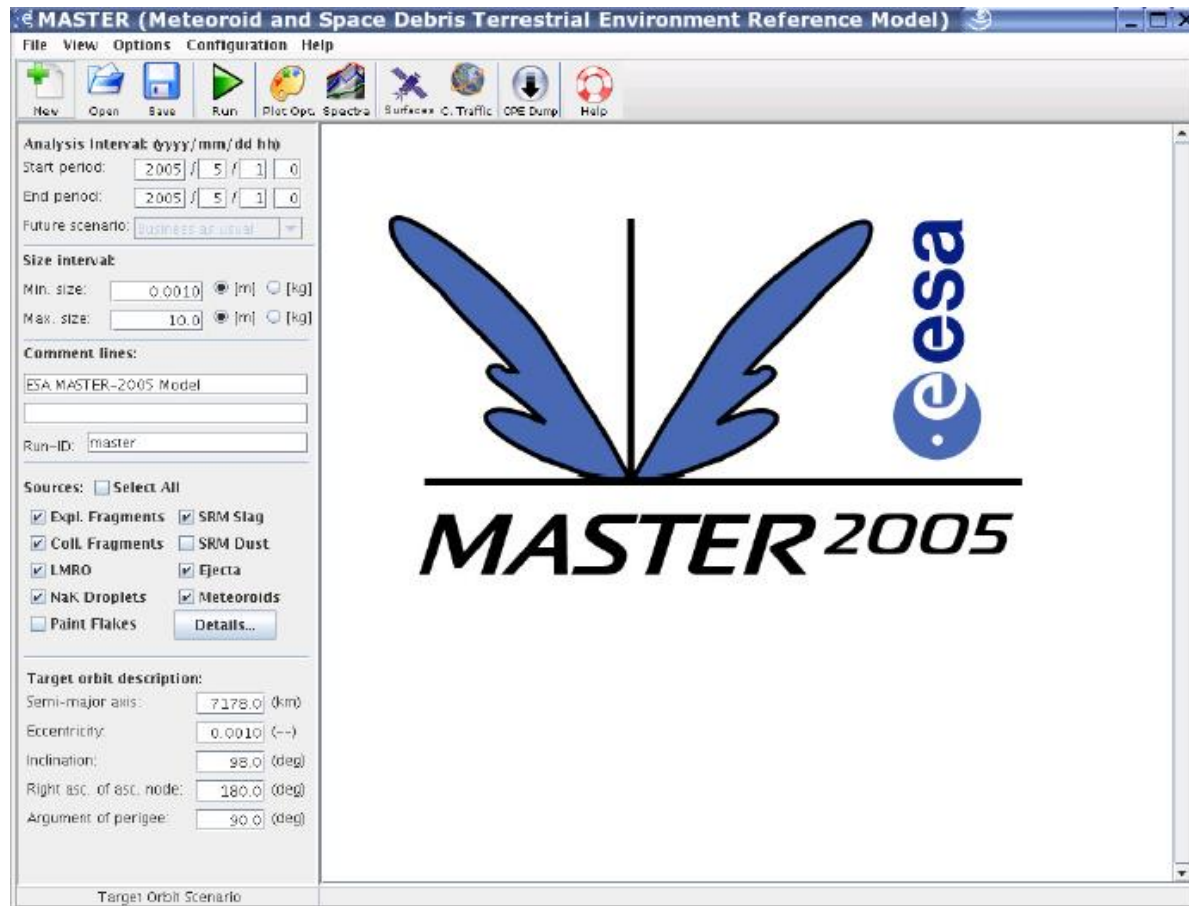 MASTER (Meteoroid and Space Debris Terrestrial Environment Reference Model)
File View Options Configuration Help
New Open Save Run Plot Opt. Spectra Surfaces C. Traffic CPE Dump Help
Analysis Interval: (yyyy/mm/dd hh)
Start period: 2005 / 5 / 1 0
End period: 2005 / 5 / 1 0
Future scenario: Business as usual
Size interval:
Min. size: 0.0010 [m] [kg]
Max. size: 10.0 [m] [kg]
Comment lines:
ESA MASTER-2005 Model
Run-ID: master
Sources: Select All
Expl. Fragments SRM Slag
Coll. Fragments SRM Dust
LMRO Ejecta
NaK Droplets Meteoroids
Paint Flakes Details...
Target orbit description:
Semi-major axis: 7178.0 (km)
Eccentricity: 0.0010 (--)
Inclination: 98.0 (deg)
Right asc. of asc. node: 180.0 (deg)
Argument of perigee: 90.0 (deg)
Target Orbit Scenario
esa
MASTER 2005